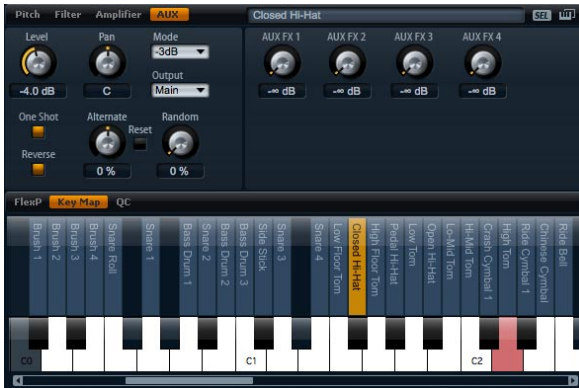 Pitch Filter Amplifier AUX Closed Hi-Hat SEL
Level Pan Mode AUX FX 1 AUX FX 2 AUX FX 3 AUX FX 4
-3dB
Output
-4.0 dB C Main -∞ dB -∞ dB -∞ dB -∞ dB
One Shot Alternate Reset Random
Reverse
0 % 0 %
FlexP Key Map QC
Brush 1
Brush 2
Brush 3
Brush 4
Snare Roll
Snare 1
Bass Drum 1
Snare 2
Bass Drum 2
Bass Drum 3
Side Stick
Snare 3
Snare 4
Low Floor Tom
Closed Hi-Hat
High Floor Tom
Pedal Hi-Hat
Low Tom
Open Hi-Hat
Lo-Mid Tom
Hi-Mid Tom
Crash Cymbal 1
High Tom
Ride Cymbal 1
Chinese Cymbal
Ride Bell
C0 C1 C2